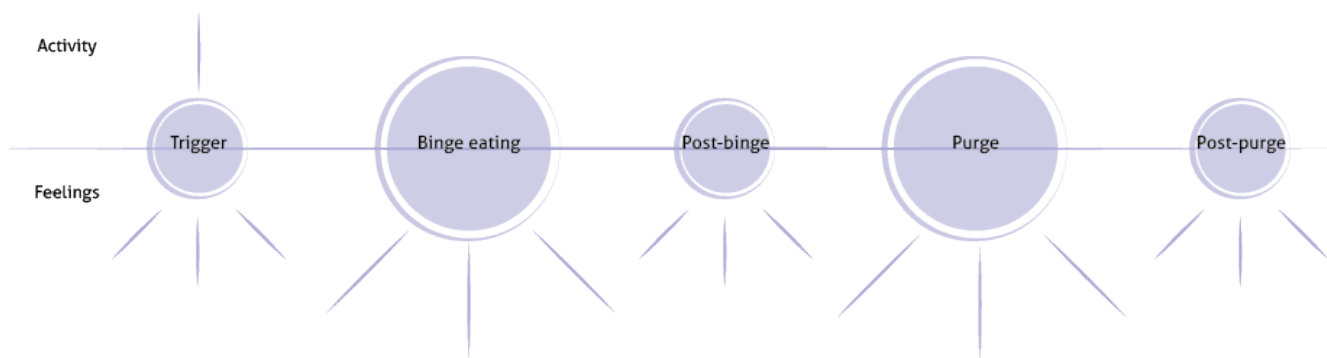 Activity
Trigger
Binge eating
Post-binge
Purge
Post-purge
Feelings